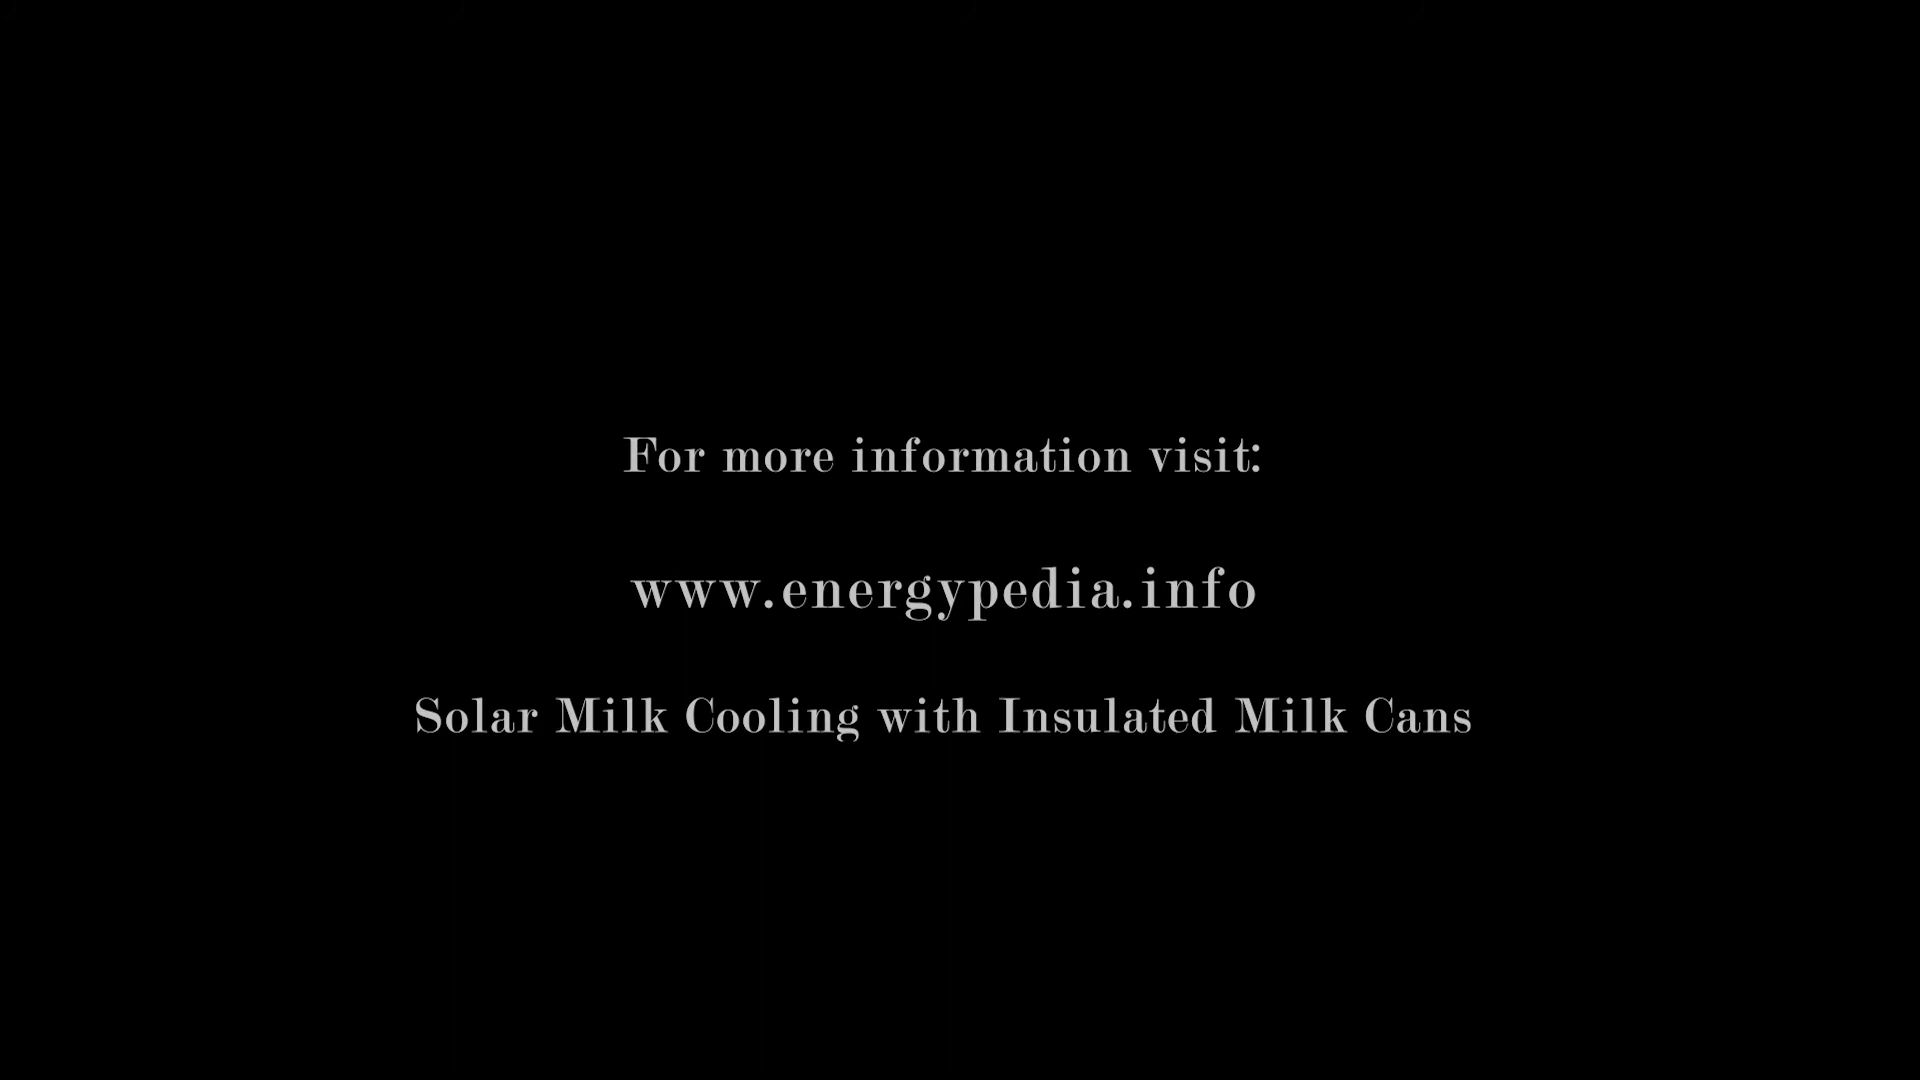 For more information visit:
www.energypedia.info
Solar Milk Cooling with Insulated Milk Cans